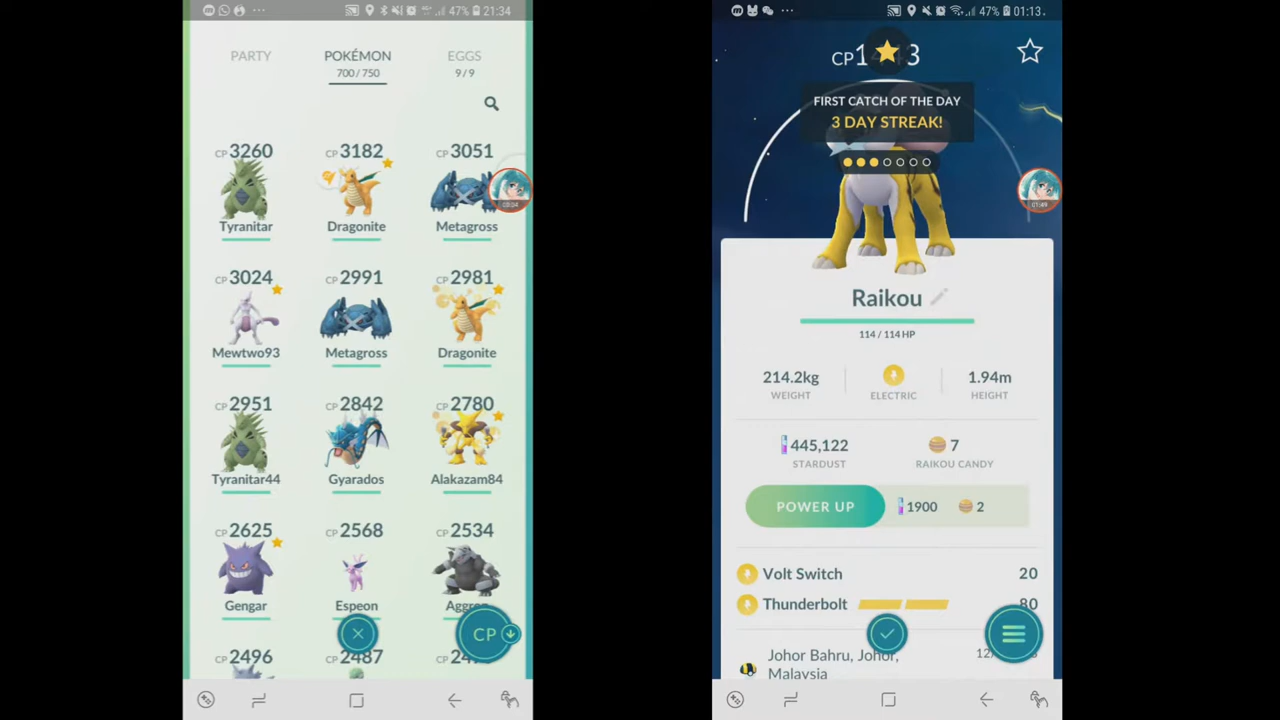 47% 21:34
PARTY POKÉMON EGGS
700 / 750 9/9
CP3260 CP3182 CP3051
Tyranitar Dragonite Metagross
CP3024 CP2991 CP2981
Mewtwo93 Metagross Dragonite
CP2951 CP2842 CP2780
Tyranitar44 Gyarados Alakazam84
CP2625 CP2568 CP2534
Gengar Espeon
CP
CP2496 CP2487
47% 01:13
CP
FIRST CATCH OF THE DAY
3 DAY STREAK!
01:49
Raikou
114 / 114 HP
214.2kg 1.94m
WEIGHT ELECTRIC HEIGHT
445,122 7
STARDUST RAIKOU CANDY
POWER UP 1900 2
Volt Switch 20
Thunderbolt 80
Johor Bahru, Johor,
Malaysia